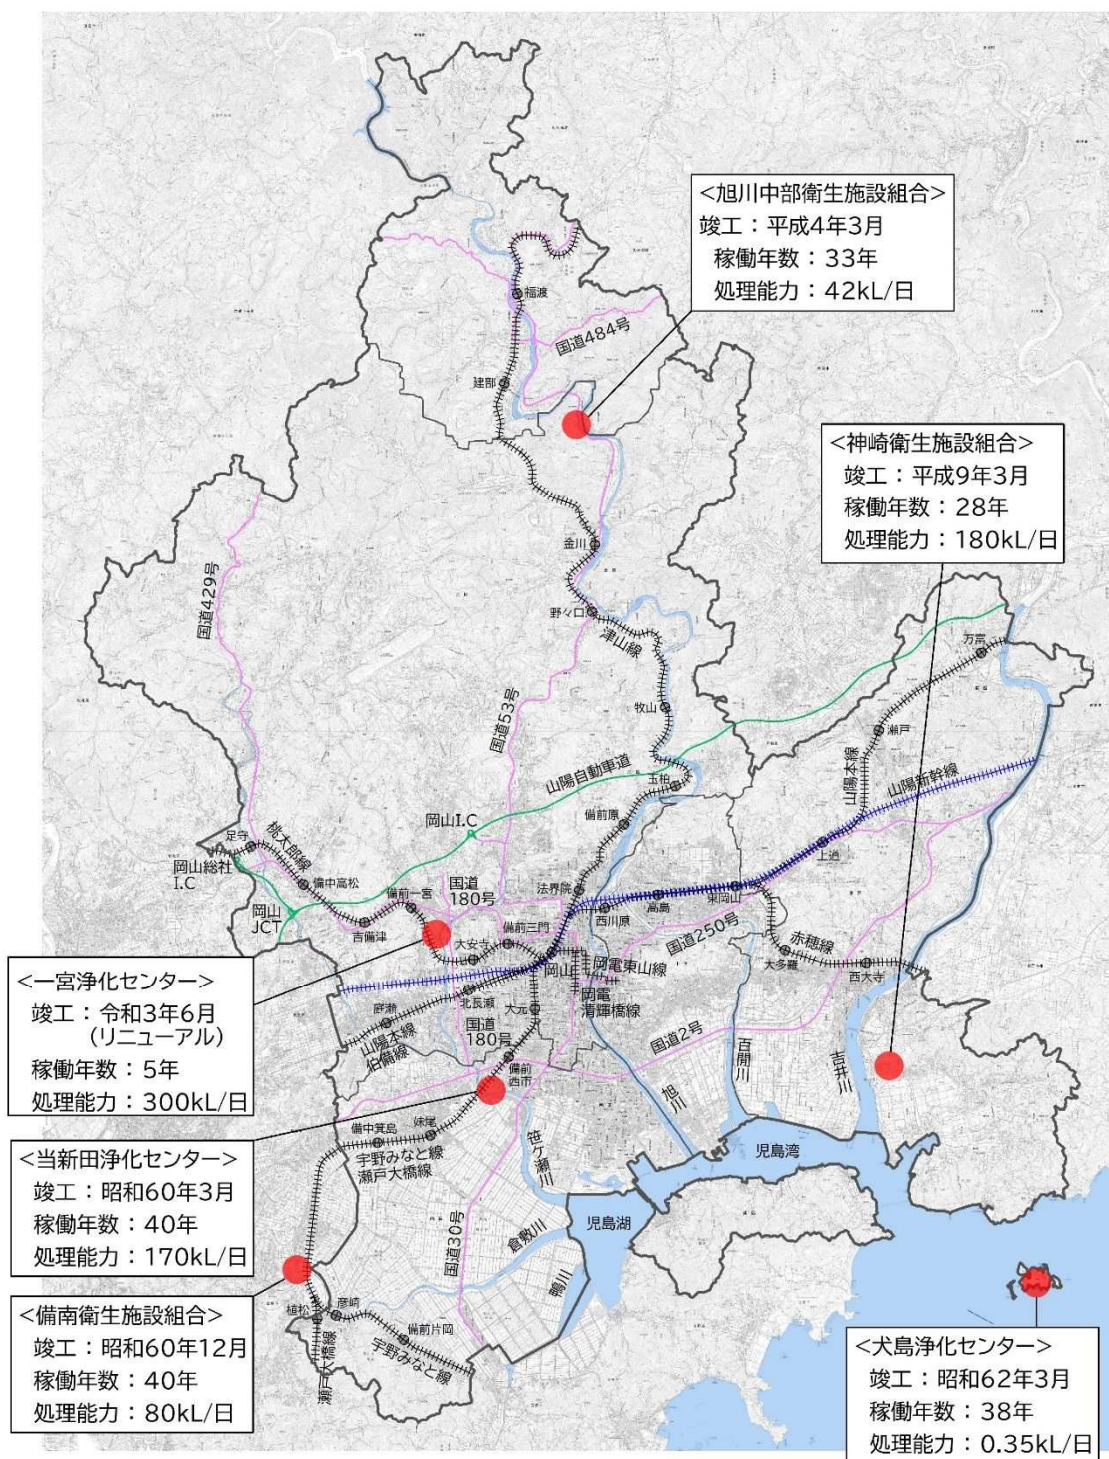 <旭川中部衛生施設組合>
竣工：平成4年3月
稼働年数：33年
処理能力：42kL/日
福渡
国道484号
建部
<神崎衛生施設組合>
竣工：平成9年3月
稼働年数：28年
処理能力：180kL/日
金川
国道429号
野々口
津山線
万富
牧山
国道53号
瀬戸
山陽自動車道
山陽本線
山陽新幹線
玉柏
岡山I.C
備前原
足守
桃太郎線
岡山総社
I.C
上道
備中高松
備前一宮
国道
180号
法界院
西川原
高島
東岡山
岡山
JCT
吉備津
大安寺
備前三門
国道250号
赤穂線
大多羅
西大寺
岡山
岡電東山線
岡電
清輝橋線
<一宮浄化センター>
竣工：令和3年6月
(リニューアル)
稼働年数：5年
処理能力：300kL/日
北長瀬
庭瀬
大元
山陽本線
伯備線
国道
180号
国道2号
百間川
吉井川
旭川
備前
西市
備中箕島
妹尾
宇野みなと線
瀬戸大橋線
笹ケ瀬川
児島湾
<当新田浄化センター>
竣工：昭和60年3月
稼働年数：40年
処理能力：170kL/日
国道30号
倉敷川
児島湖
鴨川
<備南衛生施設組合>
竣工：昭和60年12月
稼働年数：40年
処理能力：80kL/日
植松
彦崎
備前片岡
瀬戸大橋線
宇野みなと線
<犬島浄化センター>
竣工：昭和62年3月
稼働年数：38年
処理能力：0.35kL/日